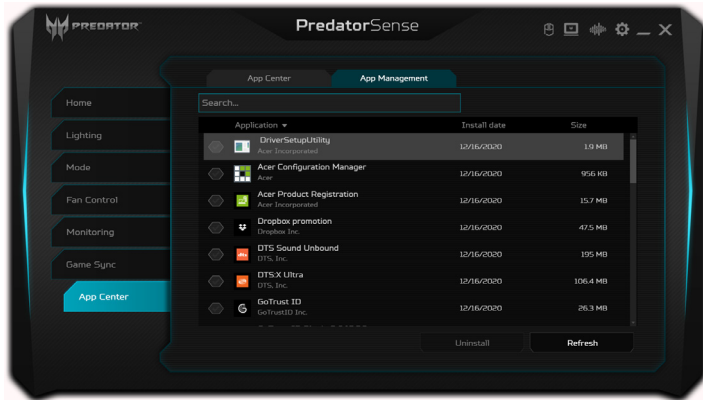 PREDATOR
PredatorSense
App Center
App Management
Search...
Application
Install date
Size
Home
Lighting
Mode
Fan Control
Monitoring
Game Sync
App Center
DriverSetupUtility
Acer Incorporated
12/16/2020
1.9 MB
Acer Configuration Manager
Acer
12/16/2020
956 KB
Acer Product Registration
Acer Incorporated
12/16/2020
15.7 MB
Dropbox promotion
Dropbox Inc.
12/16/2020
47.5 MB
DTS Sound Unbound
DTS, Inc.
12/16/2020
195 MB
DTS:X Ultra
DTS, Inc.
12/16/2020
106.4 MB
GoTrust ID
GoTrustID Inc.
12/16/2020
26.3 MB
Uninstall
Refresh